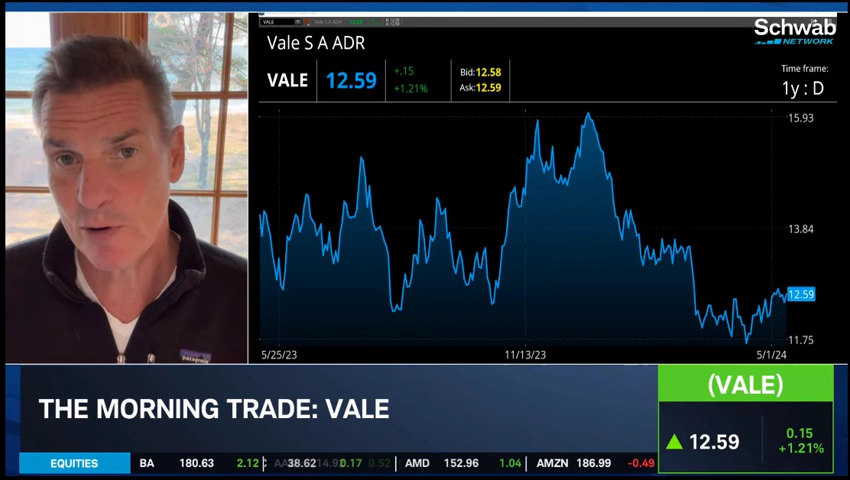 VALE
Schwab
NETWORK
Vale S A ADR
VALE
12.59
+.15
+1.21%
Bid: 12.58
Ask: 12.59
Time frame:
1y : D
15.93
13.84
12.59
11.75
5/25/23
11/13/23
5/1/24
patagonia
THE MORNING TRADE: VALE
(VALE)
12.59
0.15
+1.21%
EQUITIES
BA 180.63 2.12 38.62 0.17 AMD 152.96 1.04 AMZN 186.99 -0.49